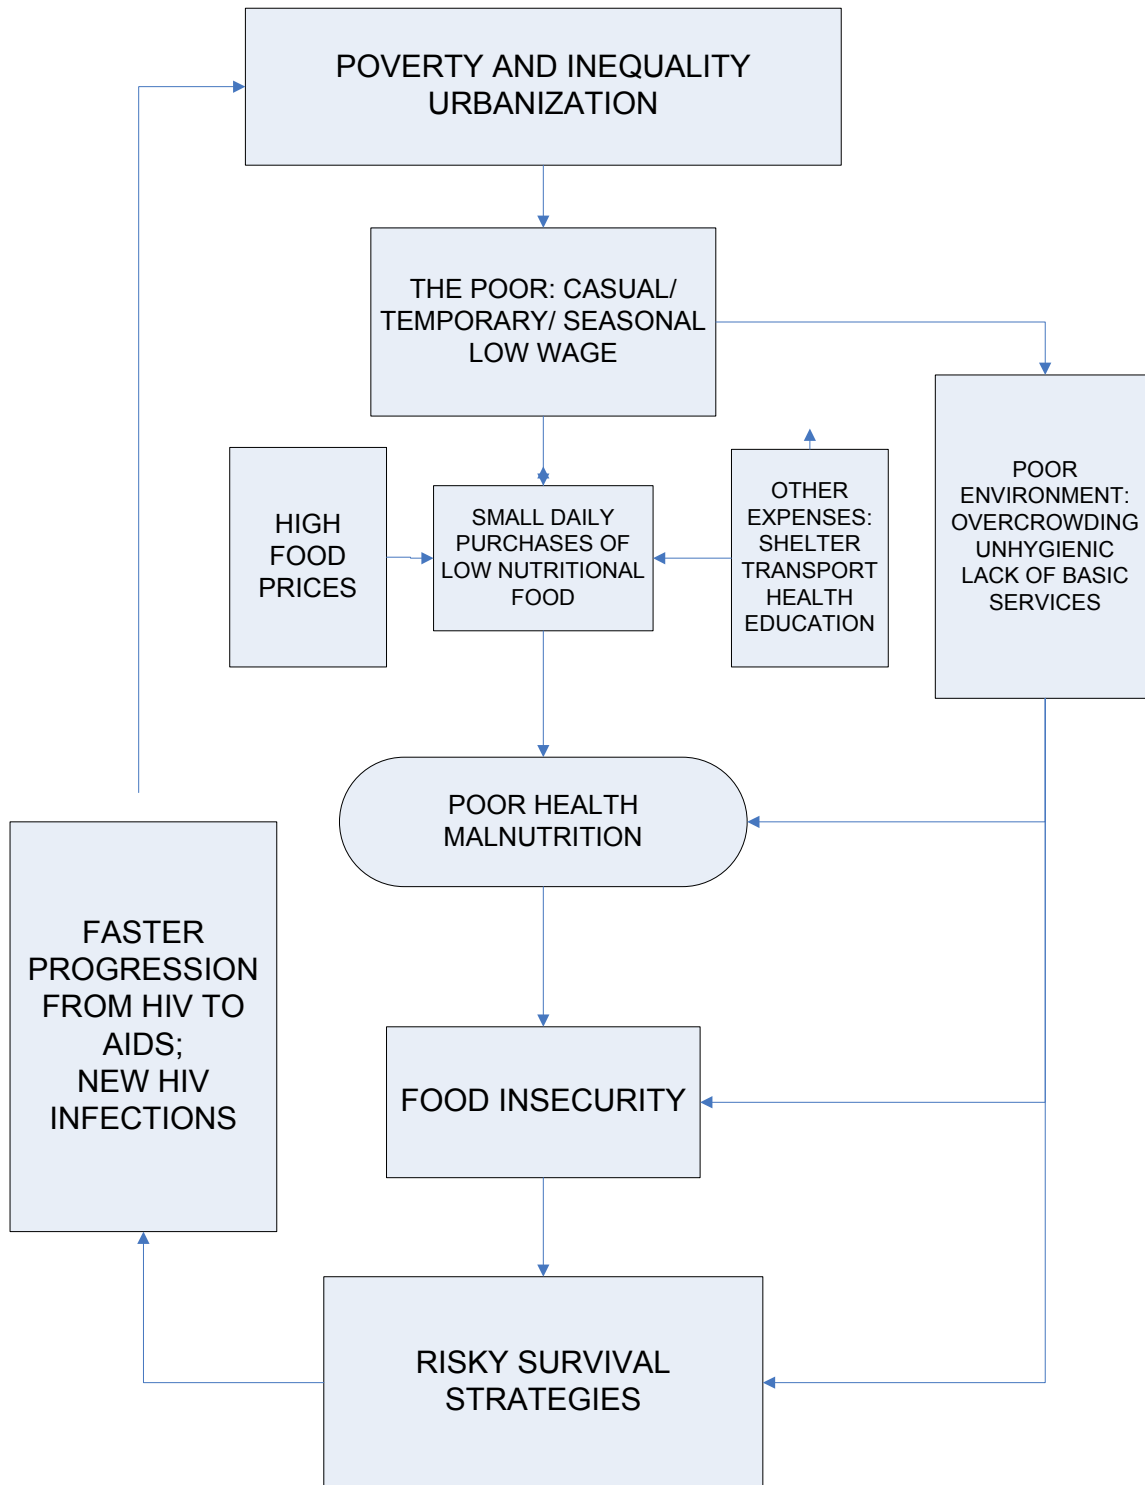 POVERTY AND INEQUALITY
URBANIZATION
THE POOR: CASUAL/
TEMPORARY/ SEASONAL
LOW WAGE
HIGH
FOOD
PRICES
SMALL DAILY
PURCHASES OF
LOW NUTRITIONAL
FOOD
OTHER
EXPENSES:
SHELTER
TRANSPORT
HEALTH
EDUCATION
POOR
ENVIRONMENT:
OVERCROWDING
UNHYGIENIC
LACK OF BASIC
SERVICES
POOR HEALTH
MALNUTRITION
FASTER
PROGRESSION
FROM HIV TO
AIDS;
NEW HIV
INFECTIONS
FOOD INSECURITY
RISKY SURVIVAL
STRATEGIES